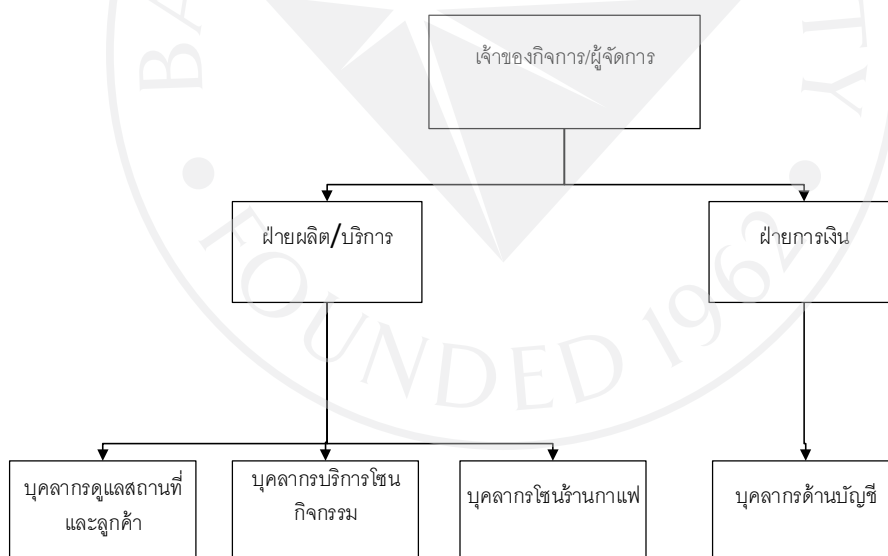 เจ้าของกิจการ/ผู้จัดการ
ฝ่ายผลิต/บริการ
ฝ่ายการเงิน
บุคลากรดูแลสถานที่
และลูกค้า
บุคลากรบริการโซน
กิจกรรม
บุคลากรโซนร้านกาแฟ
บุคลากรด้านบัญชี
FOUNDED 1962